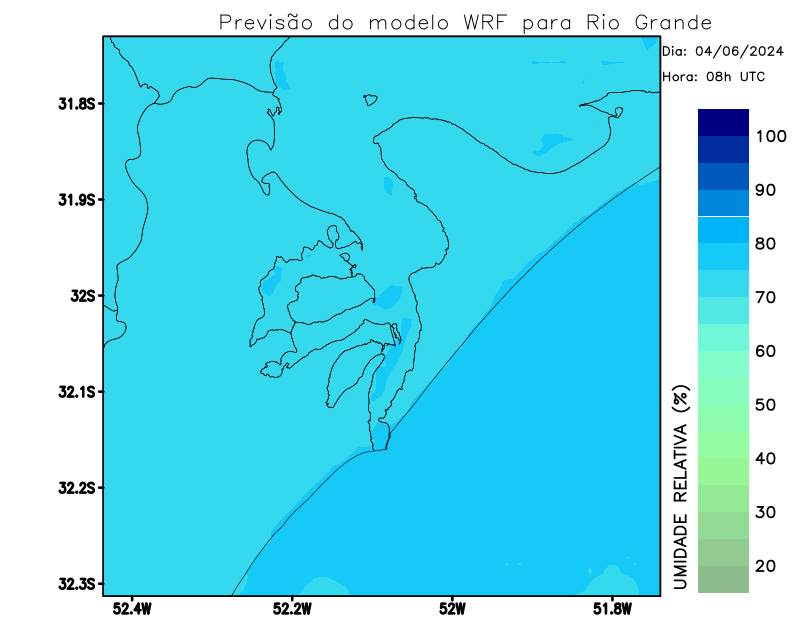 Previsão do modelo WRF para Rio Grande
Dia: 04/06/2024
Hora: 08h UTC
31.8S
31.9S
32S
32.1S
32.2S
32.3S
52.4W
52.2W
52W
51.8W
100
90
80
70
60
50
40
30
20
UMIDADE RELATIVA (%)